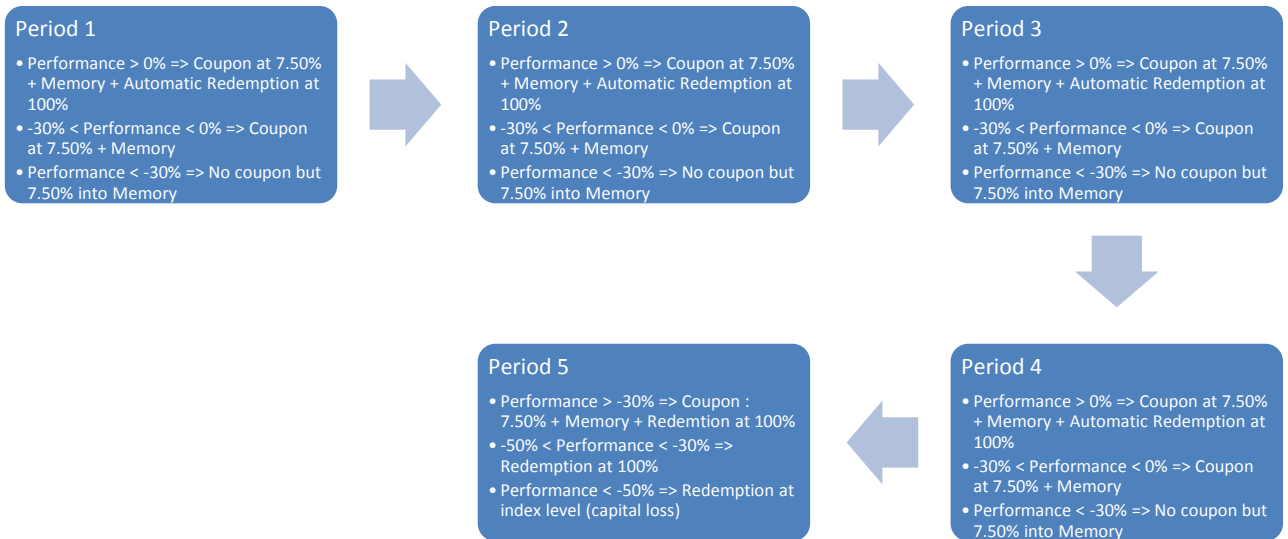 Period 1
• Performance > 0% => Coupon at 7.50%
+ Memory + Automatic Redemption at
100%
• -30% < Performance < 0% => Coupon
at 7.50% + Memory
• Performance < -30% => No coupon but
7.50% into Memory
Period 2
• Performance > 0% => Coupon at 7.50%
+ Memory + Automatic Redemption at
100%
• -30% < Performance < 0% => Coupon
at 7.50% + Memory
• Performance < -30% => No coupon but
7.50% into Memory
Period 3
• Performance > 0% => Coupon at 7.50%
+ Memory + Automatic Redemption at
100%
• -30% < Performance < 0% => Coupon
at 7.50% + Memory
• Performance < -30% => No coupon but
7.50% into Memory
Period 4
• Performance > 0% => Coupon at 7.50%
+ Memory + Automatic Redemption at
100%
• -30% < Performance < 0% => Coupon
at 7.50% + Memory
• Performance < -30% => No coupon but
7.50% into Memory
Period 5
• Performance > -30% => Coupon :
7.50% + Memory + Redemtion at 100%
• -50% < Performance < -30% =>
Redemption at 100%
• Performance < -50% => Redemption at
index level (capital loss)